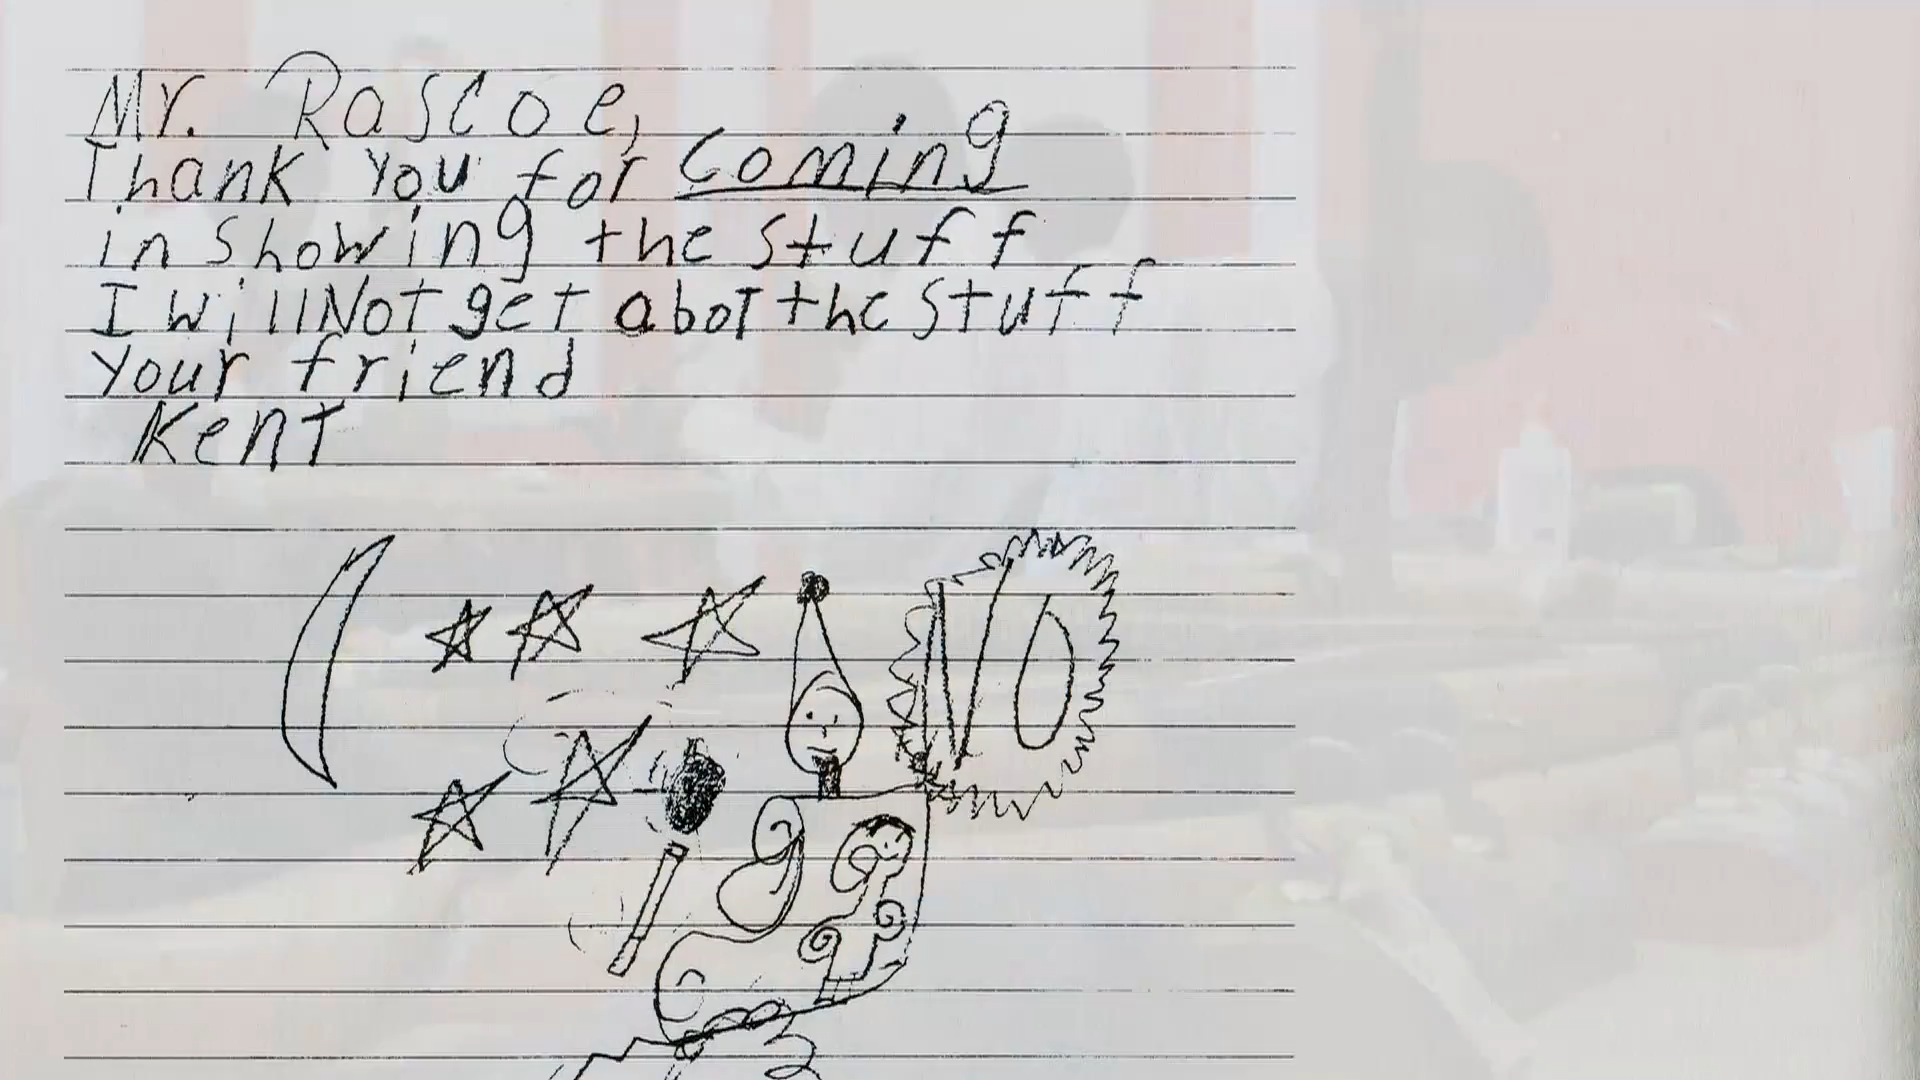 Mr. Rascoe,
Thank you for coming
in showing the stuff
I will Not get abot the stuff
your friend
Kent
NO